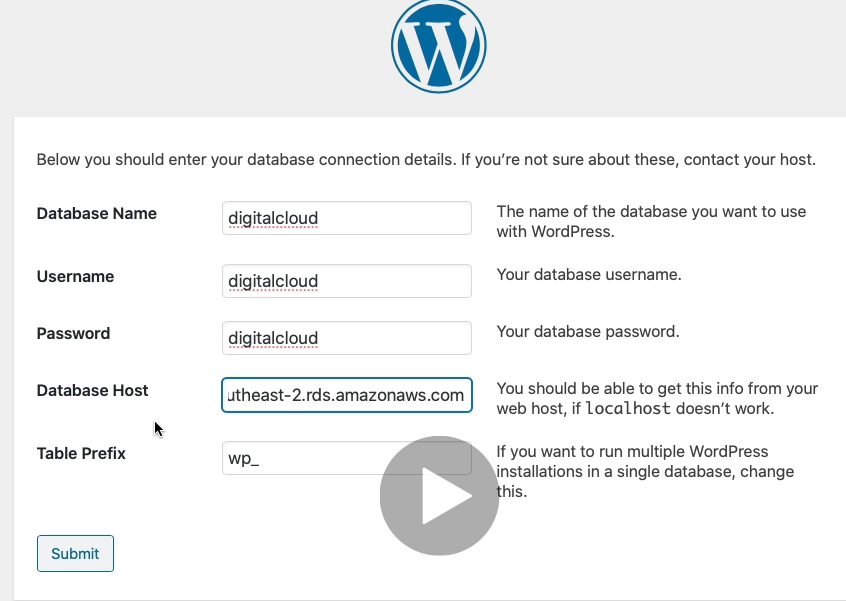 Below you should enter your database connection details. If you’re not sure about these, contact your host.
Database Name
digitalcloud
The name of the database you want to use
with WordPress.
Username
digitalcloud
Your database username.
Password
digitalcloud
Your database password.
Database Host
utheast-2.rds.amazonaws.com
You should be able to get this info from your
web host, if localhost doesn’t work.
Table Prefix
wp_
If you want to run multiple WordPress
installations in a single database, change
this.
Submit